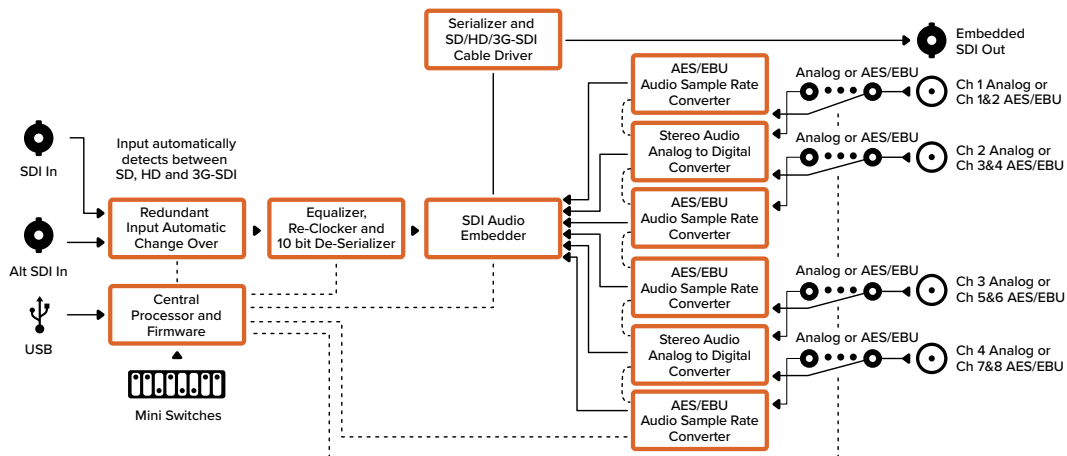 Serializer and
SD/HD/3G-SDI
Cable Driver
Embedded
SDI Out
AES/EBU
Audio Sample Rate
Converter
Analog or AES/EBU
Ch 1 Analog or
Ch 1&2 AES/EBU
SDI In
Input automatically
detects between
SD, HD and 3G-SDI
Stereo Audio
Analog to Digital
Converter
Analog or AES/EBU
Ch 2 Analog or
Ch 3&4 AES/EBU
Redundant
Input Automatic
Change Over
Equalizer,
Re-Clocker and
10 bit De-Serializer
SDI Audio
Embedder
AES/EBU
Audio Sample Rate
Converter
Alt SDI In
AES/EBU
Audio Sample Rate
Converter
Analog or AES/EBU
Ch 3 Analog or
Ch 5&6 AES/EBU
USB
Central
Processor and
Firmware
Stereo Audio
Analog to Digital
Converter
Analog or AES/EBU
Ch 4 Analog or
Ch 7&8 AES/EBU
Mini Switches
AES/EBU
Audio Sample Rate
Converter